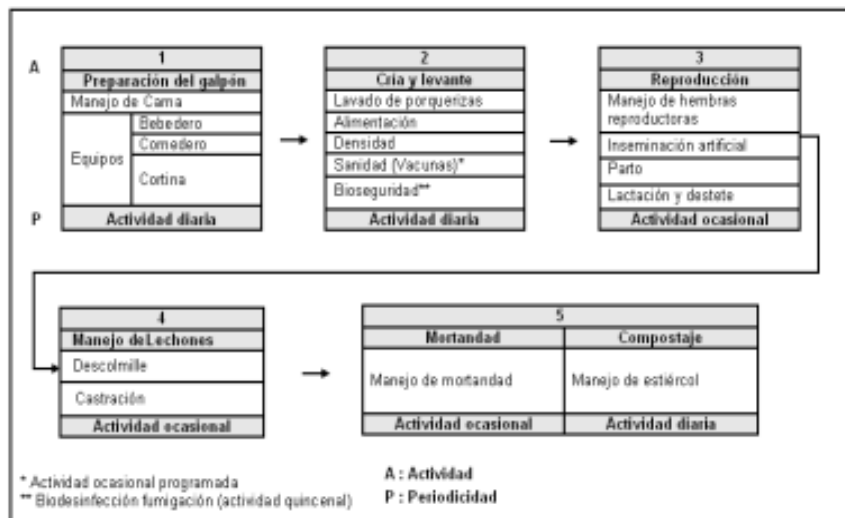 A
1
Preparación del galpón
Manejo de Cama
Equipos
Bebedero
Comedero
Cortina
P
Actividad diaria
2
Cría y levante
Lavado de porquerizas
Alimentación
Densidad
Sanidad (Vacunas)*
Bioseguridad**
Actividad diaria
3
Reproducción
Manejo de hembras
reproductoras
Inseminación artificial
Parto
Lactación y destete
Actividad ocasional
4
Manejo de Lechones
Descolmille
Castración
Actividad ocasional
5
Mortandad
Compostaje
Manejo de mortandad
Manejo de estiércol
Actividad ocasional
Actividad diaria
* Actividad ocasional programada
** Biodesinfección fumigación (actividad quincenal)
A : Actividad
P : Periodicidad